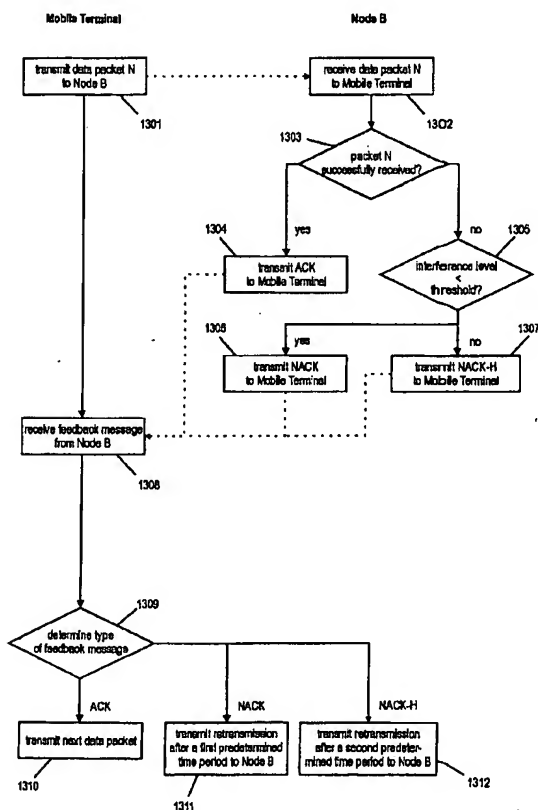 Mobile Terminal
Node B
transmit data packet N
to Node B
1301
receive data packet N
to Mobile Terminal
1302
1303
packet N
successfully received?
yes
no
1304
transmit ACK
to Mobile Terminal
1305
interference level
<
threshold?
1306
yes
no
1307
transmit NACK
to Mobile Terminal
transmit NACK-H
to Mobile Terminal
receive feedback message
from Node B
1308
1309
determine type
of feedback message
ACK
NACK
NACK-H
transmit next data packet
1310
transmit retransmission
after a first predetermined
time period to Node B
1311
transmit retransmission
after a second predeter-
mined time period to Node B
1312